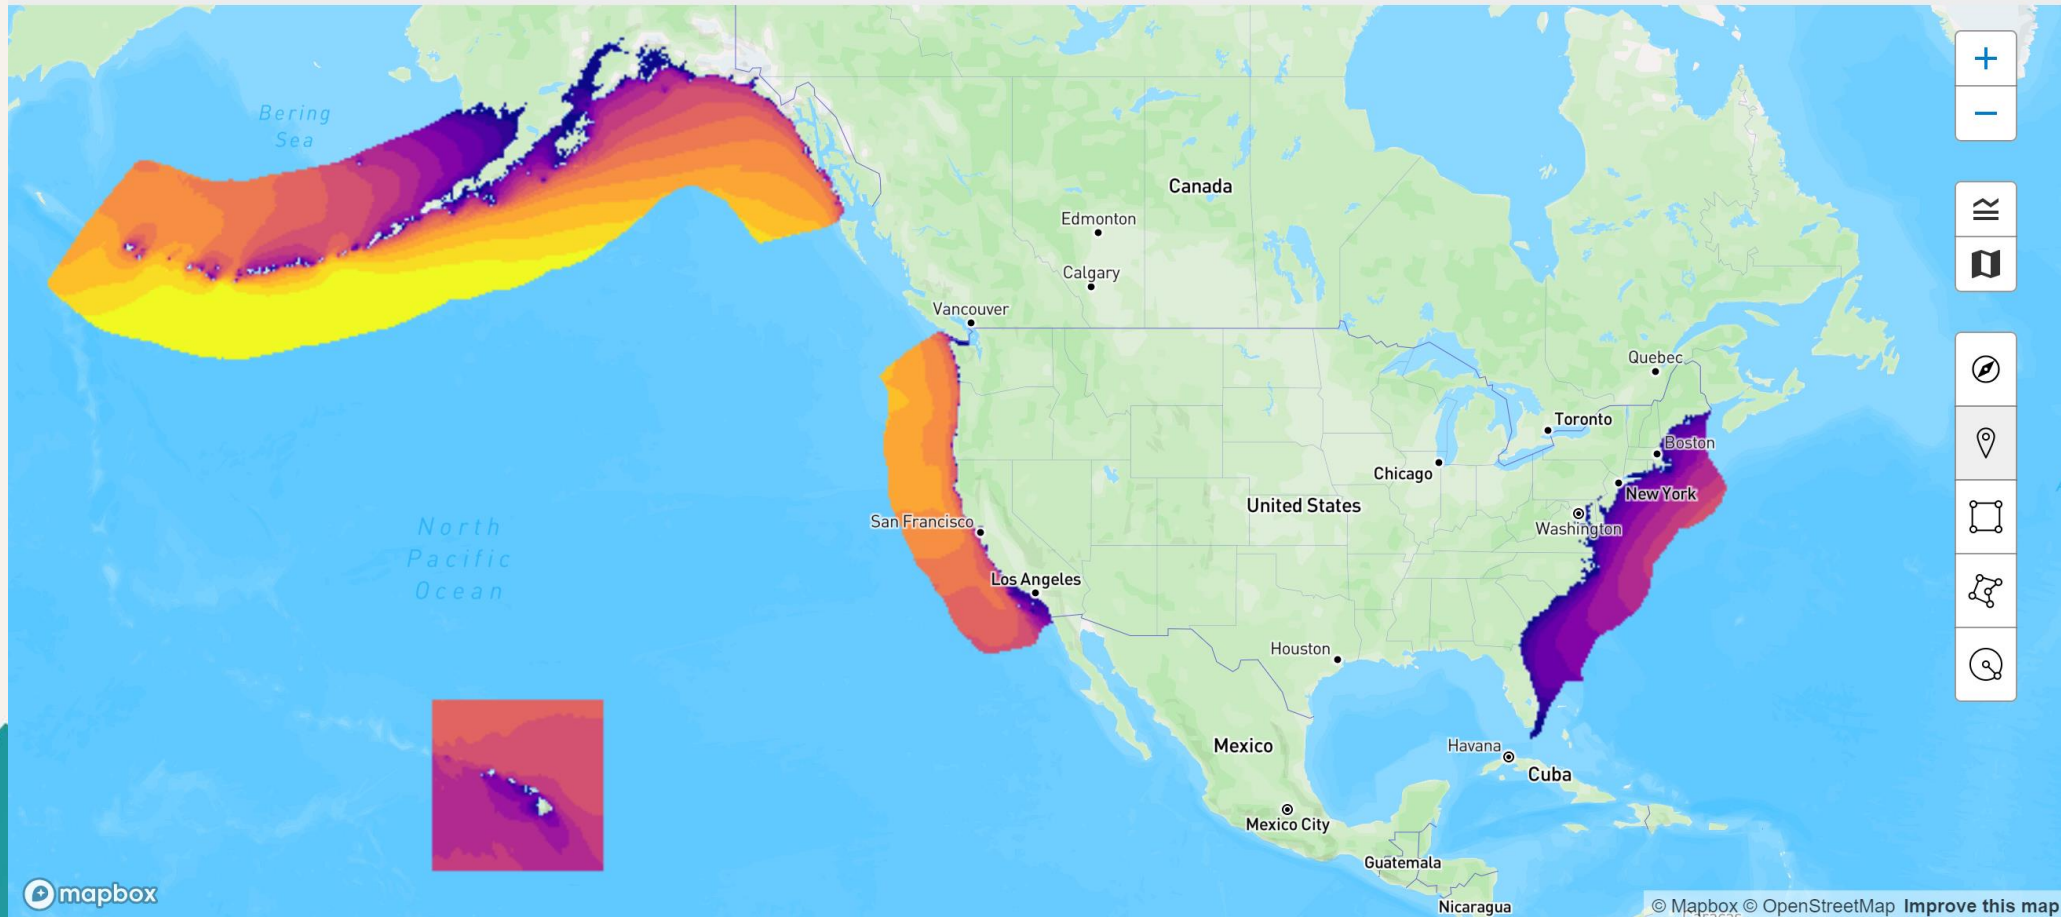 Bering
Sea
Canada
Edmonton
Calgary
Vancouver
Quebec
Toronto
Boston
Chicago
New York
United States
San Francisco
Washington
North
Pacific
Ocean
Los Angeles
Houston
Mexico
Havana
Cuba
Mexico City
Guatemala
Nicaragua
mapbox
© Mapbox © OpenStreetMap Improve this map